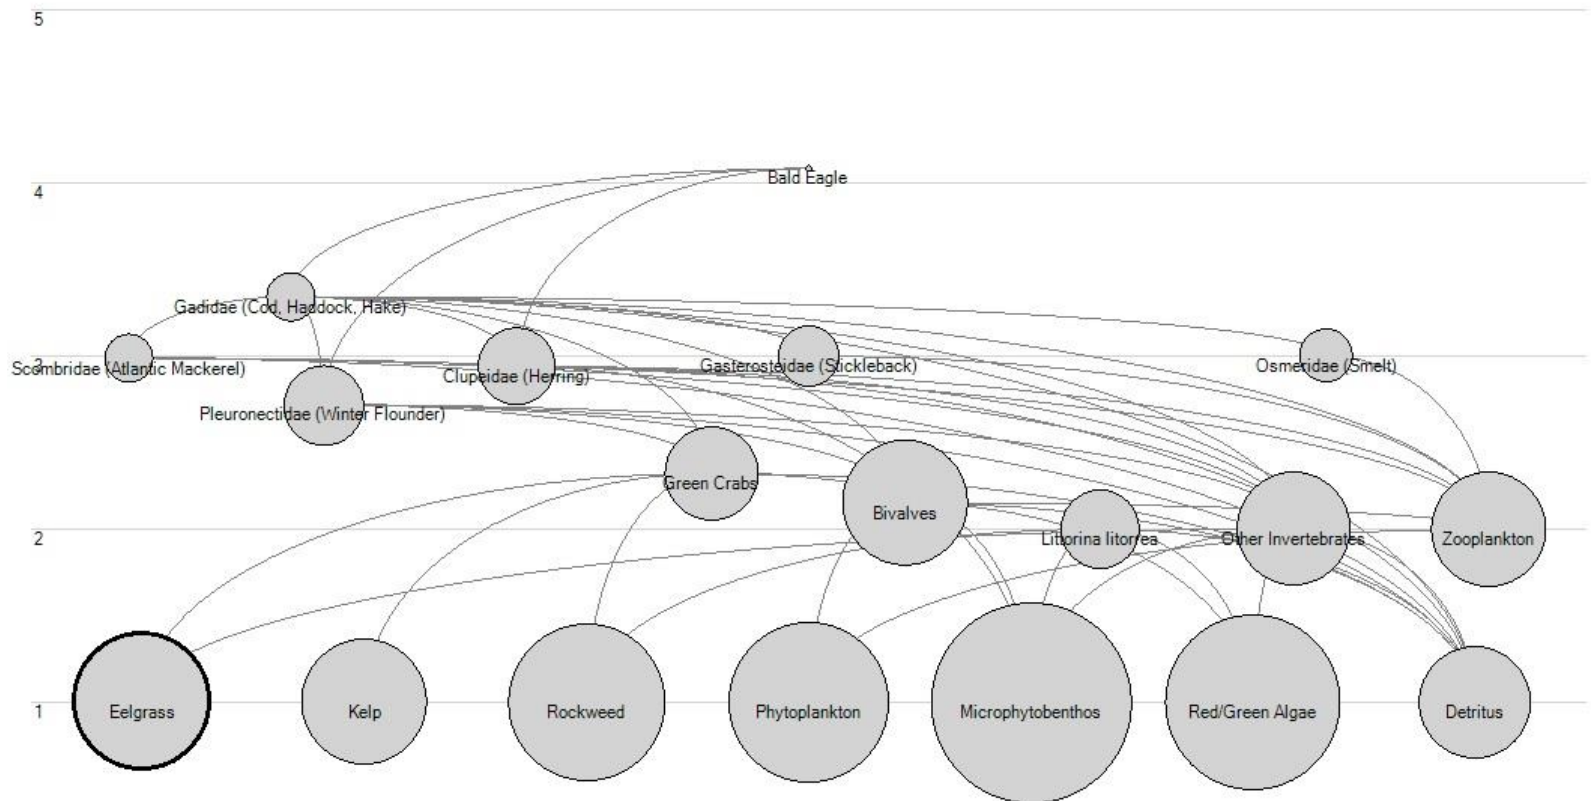 5
4
Bald Eagle
Gadidae (Cod, Haddock, Hake)
3
Scombridae (Atlantic Mackerel)
Clupeidae (Herring)
Gasterosteidae (Stickleback)
Osmeridae (Smelt)
Pleuronectidae (Winter Flounder)
Green Crabs
Bivalves
2
Littorina litorrea
Other Invertebrates
Zooplankton
1
Eelgrass
Kelp
Rockweed
Phytoplankton
Microphytobenthos
Red/Green Algae
Detritus